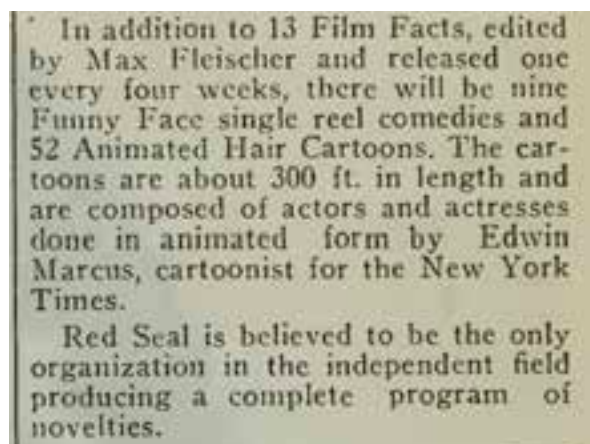 In addition to 13 Film Facts, edited
by Max Fleischer and released one
every four weeks, there will be nine
Funny Face single reel comedies and
52 Animated Hair Cartoons. The car-
toons are about 300 ft. in length and
are composed of actors and actresses
done in animated form by Edwin
Marcus, cartoonist for the New York
Times.
Red Seal is believed to be the only
organization in the independent field
producing a complete program of
novelties.